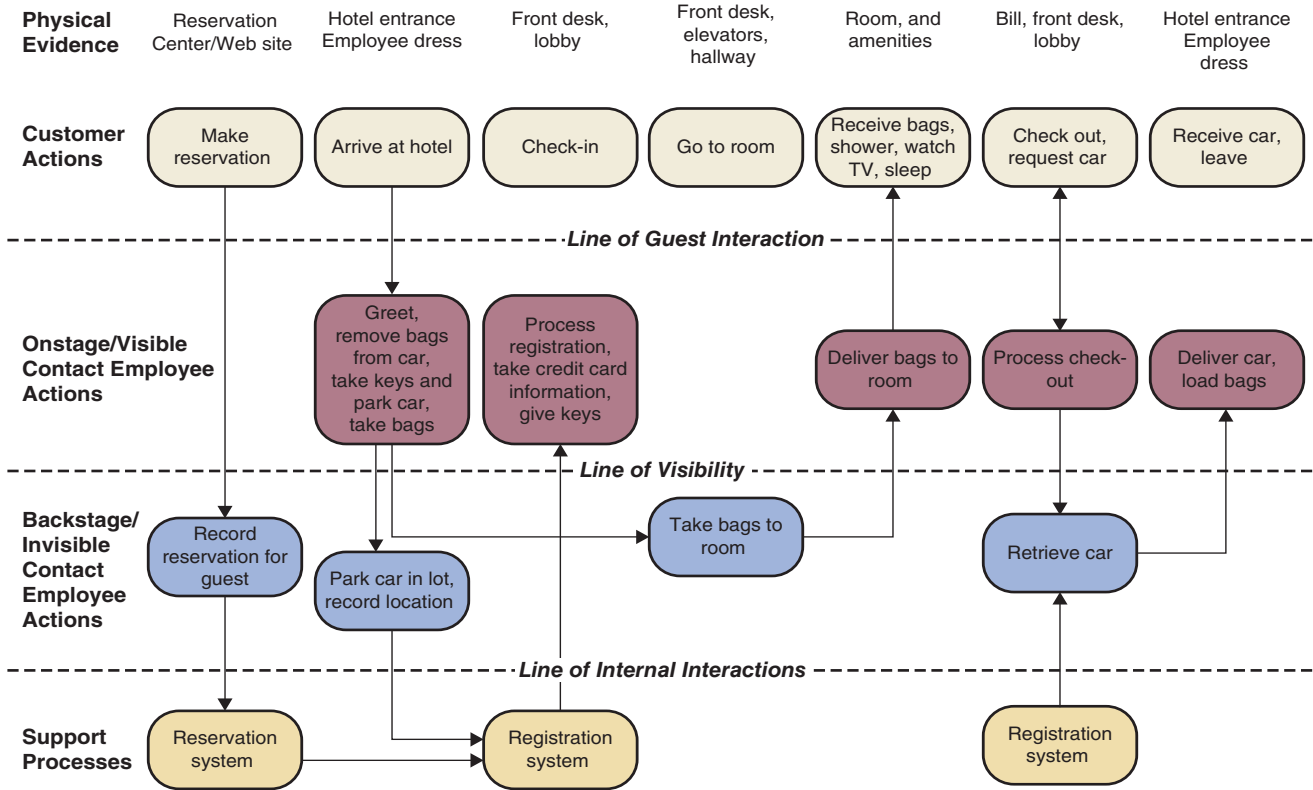 Physical
Evidence
Reservation
Center/Web site
Hotel entrance
Employee dress
Front desk,
lobby
Front desk,
elevators,
hallway
Room, and
amenities
Bill, front desk,
lobby
Hotel entrance
Employee
dress
Customer
Actions
Make
reservation
Arrive at hotel
Check-in
Go to room
Receive bags,
shower, watch
TV, sleep
Check out,
request car
Receive car,
leave
Line of Guest Interaction
Onstage/Visible
Contact Employee
Actions
Greet,
remove bags
from car,
take keys and
park car,
take bags
Process
registration,
take credit card
information,
give keys
Deliver bags to
room
Process check-
out
Deliver car,
load bags
Line of Visibility
Backstage/
Invisible
Contact
Employee
Actions
Record
reservation for
guest
Park car in lot,
record location
Take bags to
room
Retrieve car
Line of Internal Interactions
Support
Processes
Reservation
system
Registration
system
Registration
system